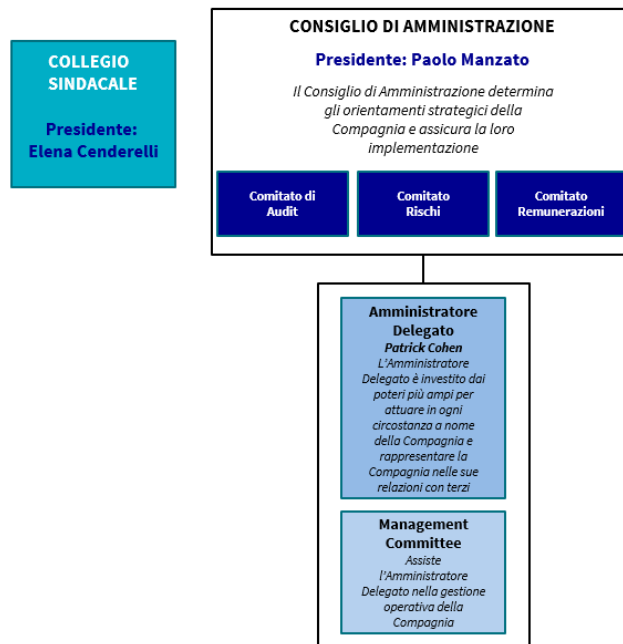 COLLEGIO
SINDACALE
Presidente:
Elena Cenderelli
CONSIGLIO DI AMMINISTRAZIONE
Presidente: Paolo Manzato
Il Consiglio di Amministrazione determina
gli orientamenti strategici della
Compagnia e assicura la loro
implementazione
Comitato di
Audit
Comitato
Rischi
Comitato
Remunerazioni
Amministratore
Delegato
Patrick Cohen
L'Amministratore
Delegato è investito dai
poteri più ampi per
attuare in ogni
circostanza a nome
della Compagnia e
rappresentare la
Compagnia nelle sue
relazioni con terzi
Management
Committee
Assiste
l'Amministratore
Delegato nella gestione
operativa della
Compagnia